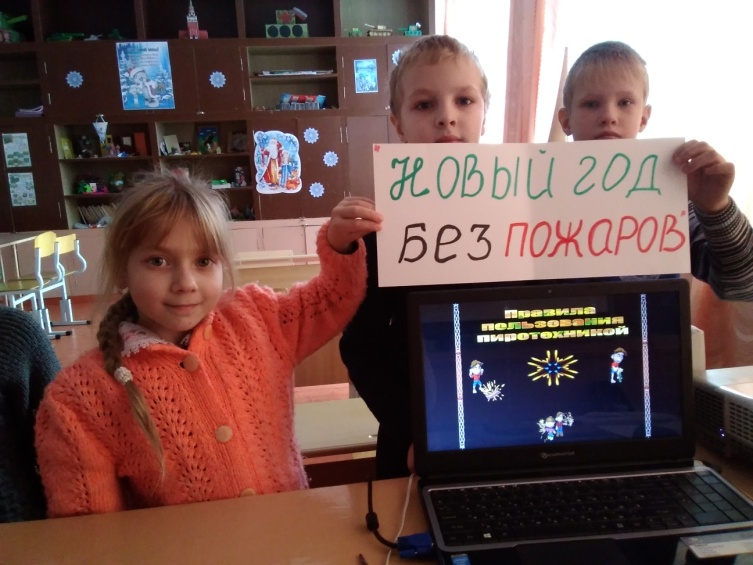 Новый год
без пожаров"
Правила
пользования
пиротехникой